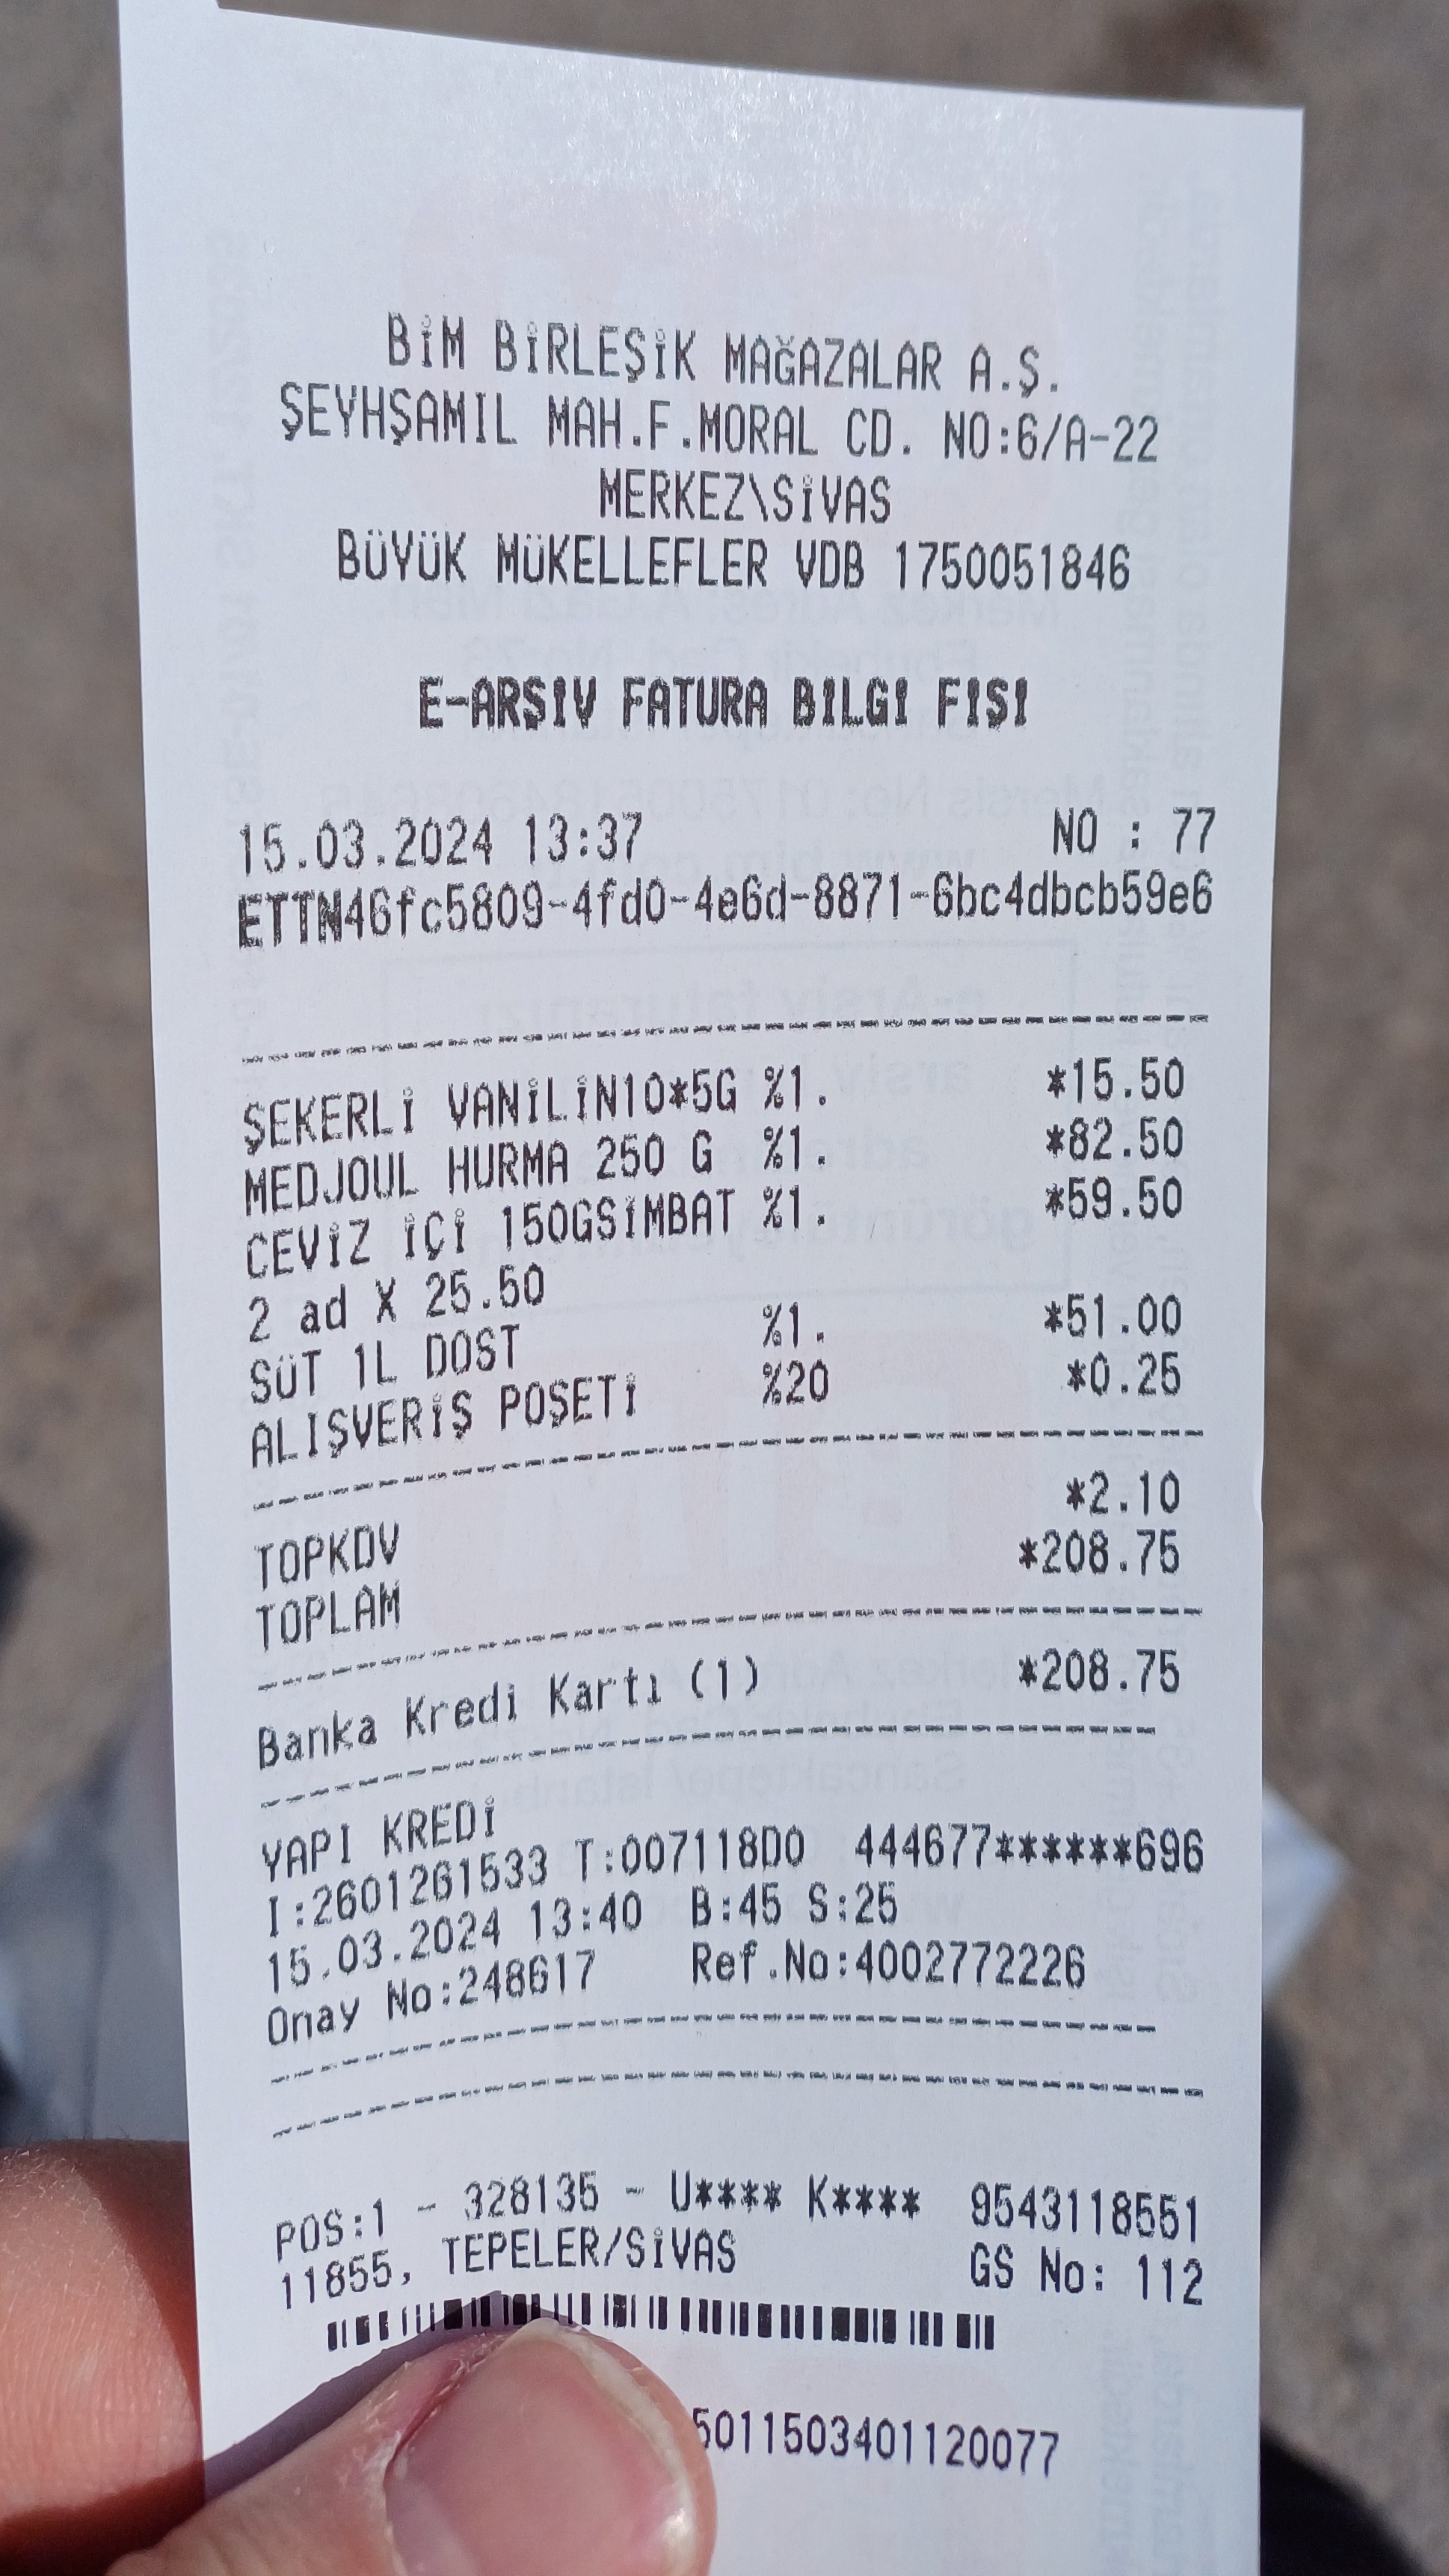 BİM BİRLEŞİK MAĞAZALAR A.Ş.
ŞEYHŞAMIL MAH.F.MORAL CD. NO:6/A-22
MERKEZ\SİVAS
BÜYÜK MÜKELLEFLER VDB 1750051846
E-ARSIV FATURA BILGI FISI
15.03.2024 13:37 NO : 77
ETTN46fc5809-4fd0-4e6d-8871-6bc4dbcb59e6
ŞEKERLİ VANİLİN10*5G %1. *15.50
MEDJOUL HURMA 250 G %1. *82.50
CEVİZ İÇİ 150GSİMBAT %1. *59.50
2 ad X 25.50
SÜT 1L DOST %1. *51.00
ALIŞVERİŞ POŞETİ %20 *0.25
TOPKDV *2.10
TOPLAM *208.75
Banka Kredi Kartı (1) *208.75
YAPI KREDİ
I:2601261533 T:007118D0 444677******696
15.03.2024 13:40 B:45 S:25
Onay No:248617 Ref.No:4002772226
POS:1 - 328135 - U**** K**** 9543118551
11855, TEPELER/SİVAS GS No: 112
5011503401120077